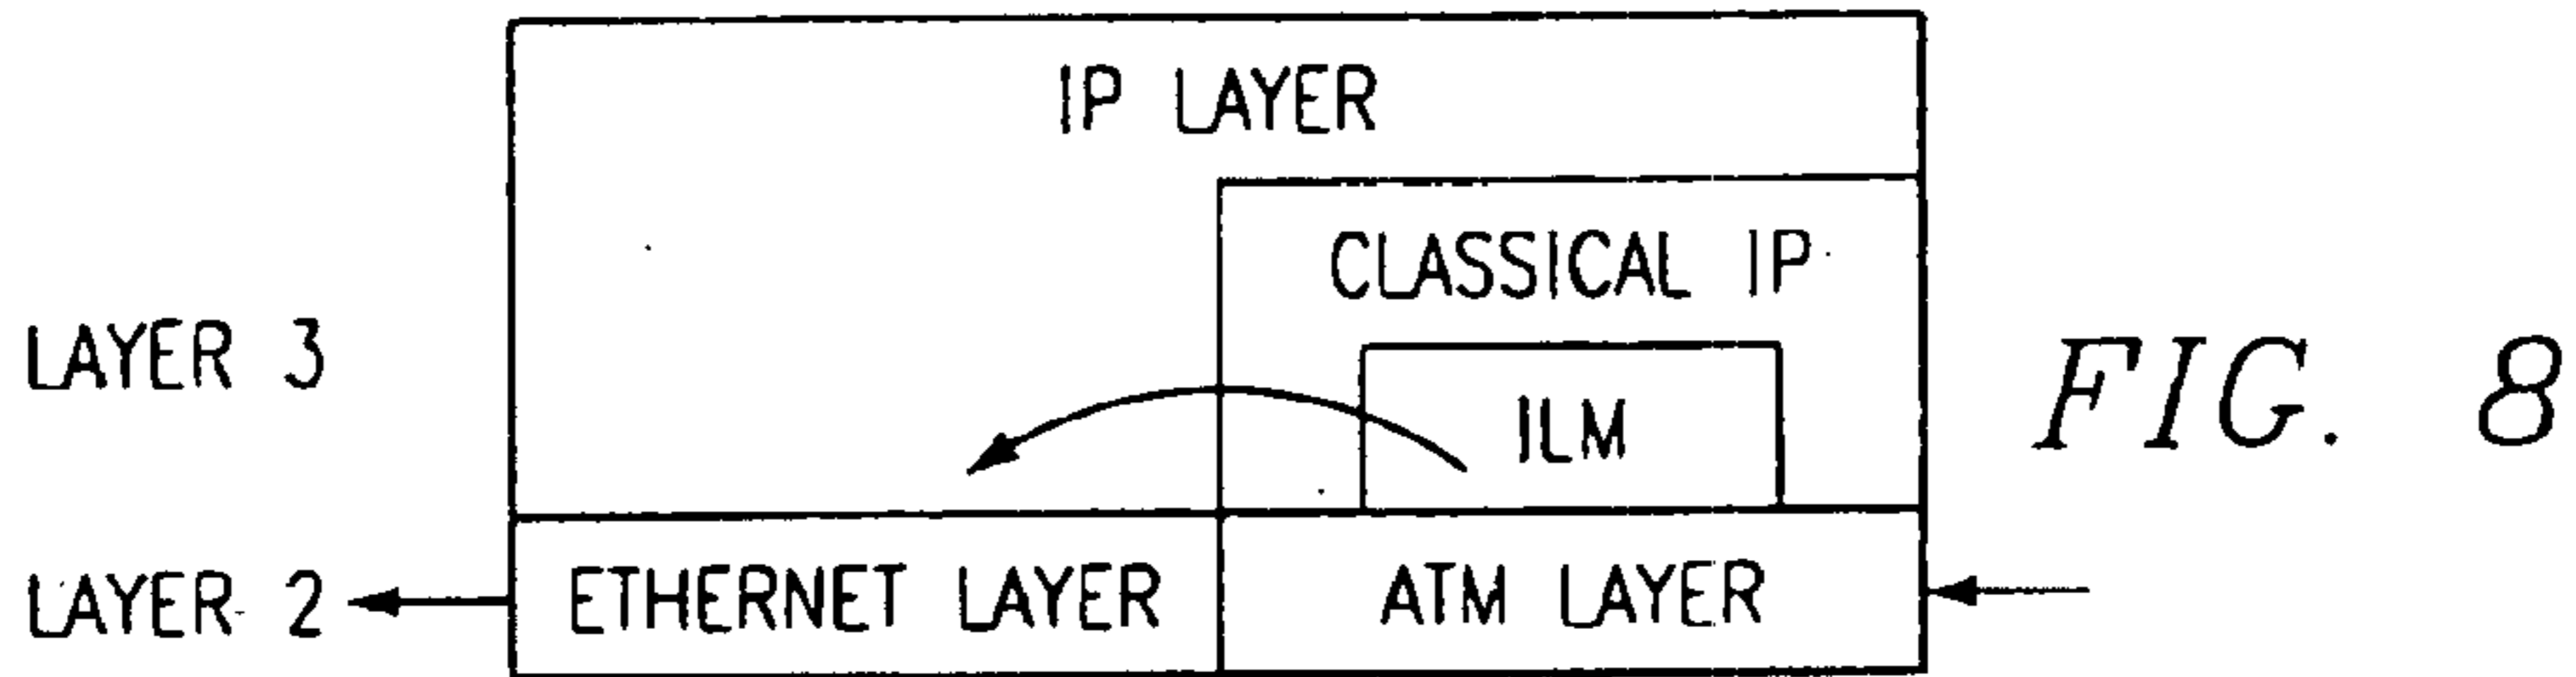 IP LAYER
CLASSICAL IP
LAYER 3
ILM
FIG. 8
LAYER 2
ETHERNET LAYER
ATM LAYER